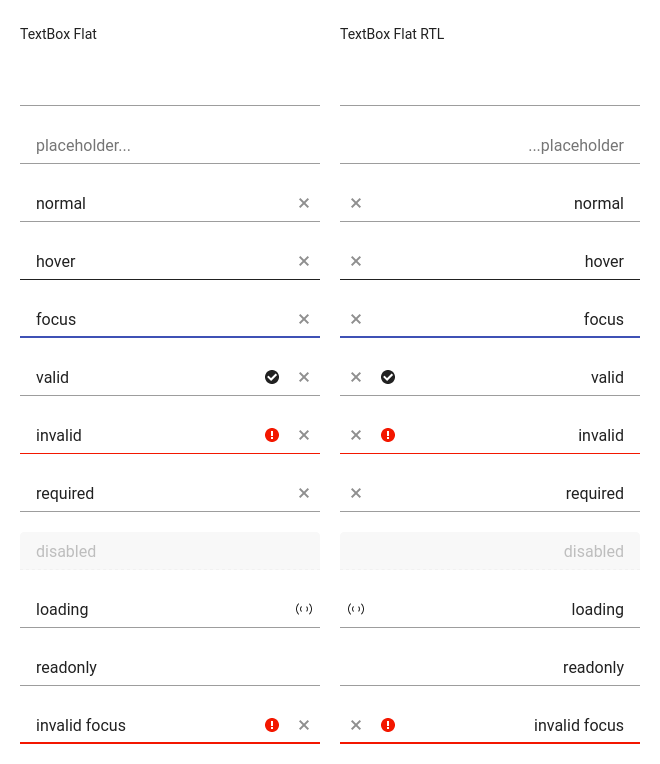 TextBox Flat
TextBox Flat RTL
placeholder...
...placeholder
normal
normal
hover
hover
focus
focus
valid
valid
invalid
invalid
required
required
disabled
disabled
loading
loading
readonly
readonly
invalid focus
invalid focus